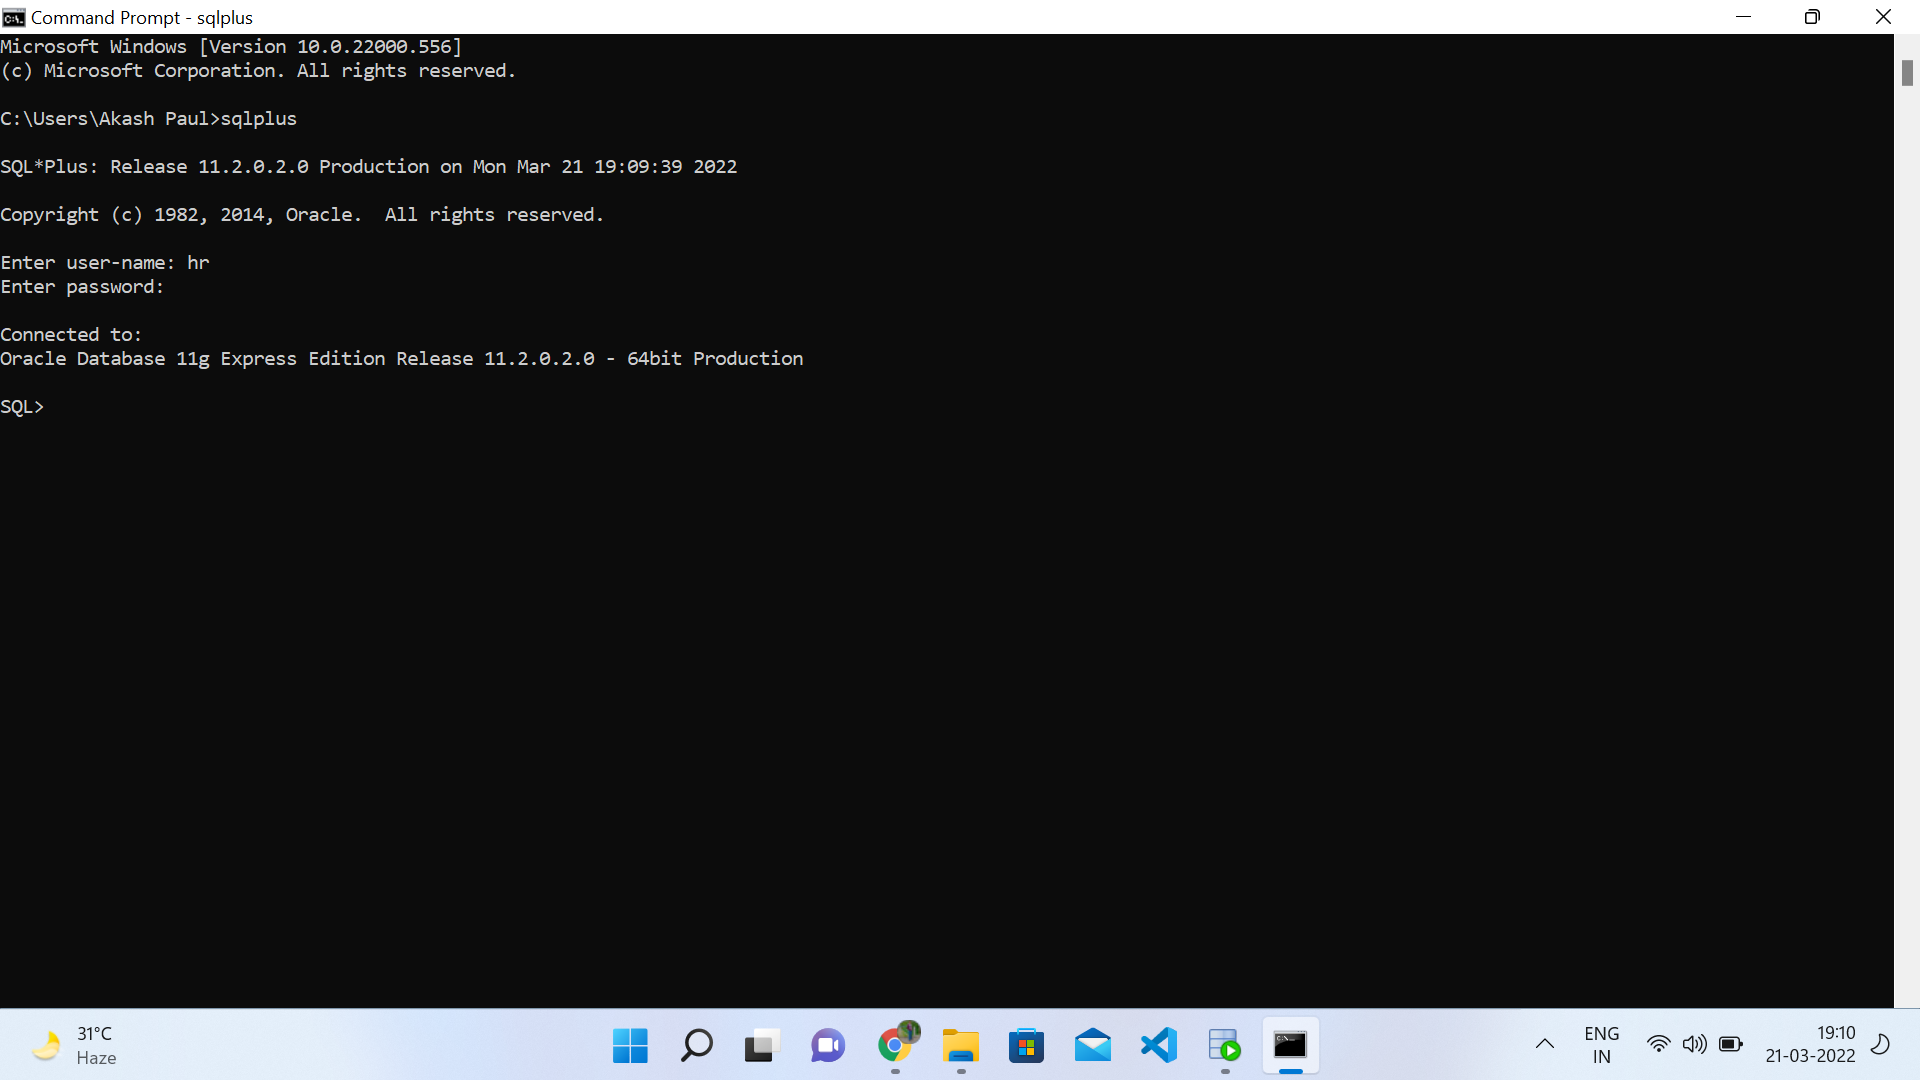 Command Prompt - sqlplus
Microsoft Windows [Version 10.0.22000.556]
(c) Microsoft Corporation. All rights reserved.
C:\Users\Akash Paul>sqlplus
SQL*Plus: Release 11.2.0.2.0 Production on Mon Mar 21 19:09:39 2022
Copyright (c) 1982, 2014, Oracle.  All rights reserved.
Enter user-name: hr
Enter password:
Connected to:
Oracle Database 11g Express Edition Release 11.2.0.2.0 - 64bit Production
SQL>
31°C
Haze
ENG
IN
19:10
21-03-2022